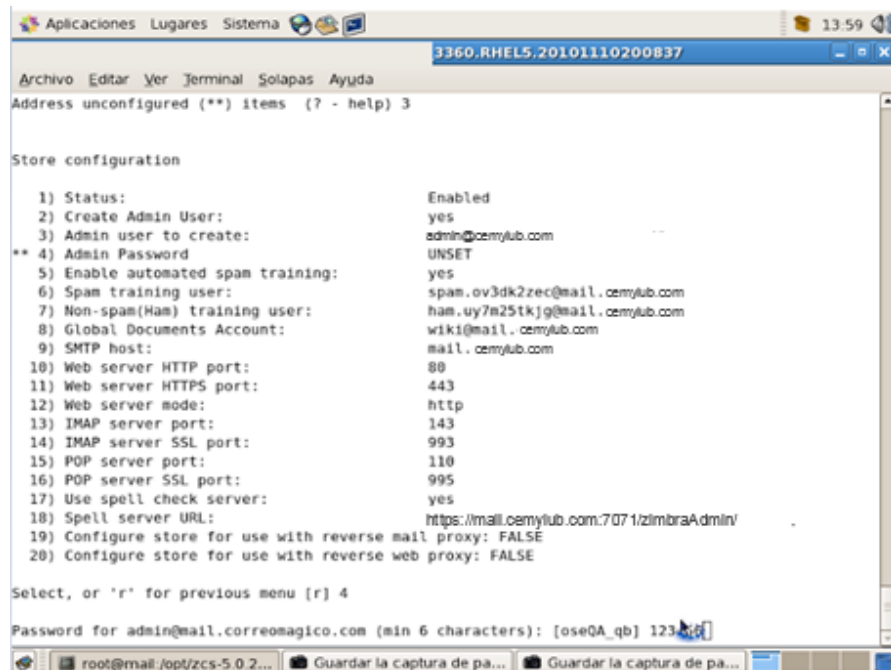 Aplicaciones Lugares Sistema 13:59
3360.RHEL5.20101110200837
Archivo Editar Ver Terminal Solapas Ayuda
Address unconfigured (**) items (? - help) 3
Store configuration
1) Status: Enabled
2) Create Admin User: yes
3) Admin user to create: admin@cemylub.com
** 4) Admin Password UNSET
5) Enable automated spam training: yes
6) Spam training user: spam.ov3dk2zec@mail.cemylub.com
7) Non-spam(Ham) training user: ham.uy7m25tkjg@mail.cemylub.com
8) Global Documents Account: wiki@mail.cemylub.com
9) SMTP host: mail.cemylub.com
10) Web server HTTP port: 80
11) Web server HTTPS port: 443
12) Web server mode: http
13) IMAP server port: 143
14) IMAP server SSL port: 993
15) POP server port: 110
16) POP server SSL port: 995
17) Use spell check server: yes
18) Spell server URL: https://mail.cemylub.com:7071/zimbraAdmin/
19) Configure store for use with reverse mail proxy: FALSE
20) Configure store for use with reverse web proxy: FALSE
Select, or 'r' for previous menu [r] 4
Password for admin@mail.correomagico.com (min 6 characters): [oseQA_qb]
root@mail:/opt/zcs-5.0.2... Guardar la captura de pa... Guardar la captura de pa...